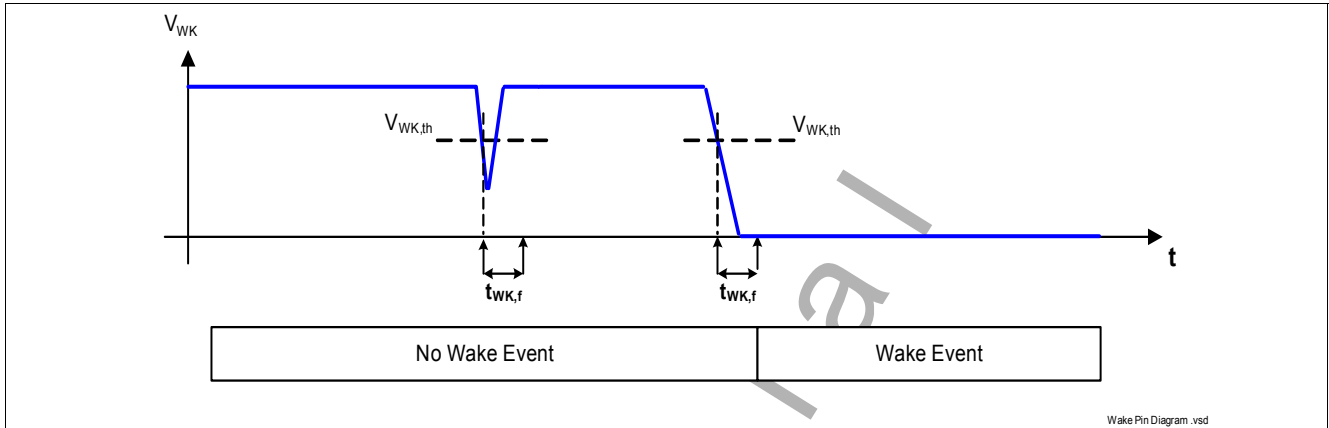 V_WK
V_WK,th
V_WK,th
t
t_WK,f
t_WK,f
No Wake Event
Wake Event
Wake Pin Diagram .vsd